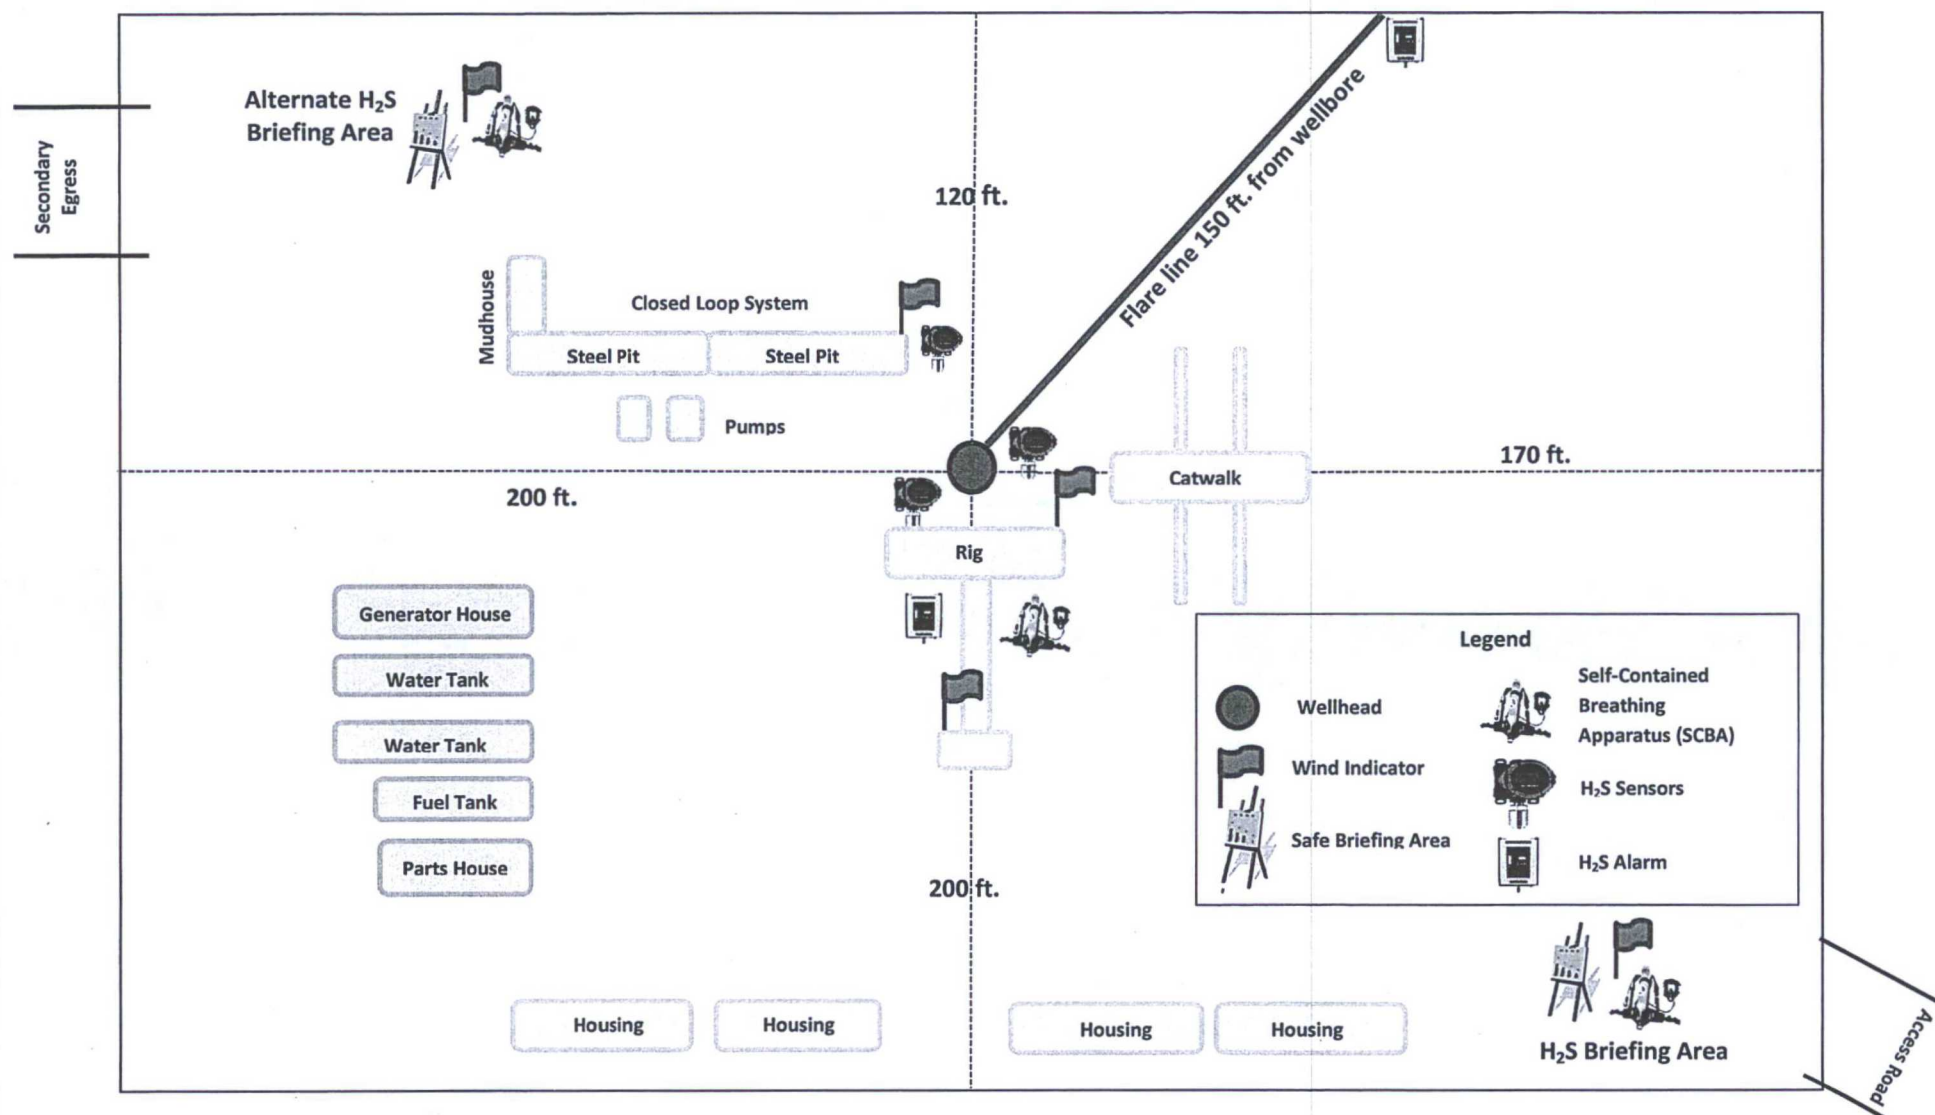 Alternate H₂S
Briefing Area
Secondary
Egress
120 ft.
Flare line 150 ft. from wellbore
Mudhouse
Closed Loop System
Steel Pit
Steel Pit
Pumps
200 ft.
170 ft.
Catwalk
Rig
Generator House
Water Tank
Water Tank
Fuel Tank
Parts House
200 ft.
Legend
Wellhead
Wind Indicator
Safe Briefing Area
Self-Contained
Breathing
Apparatus (SCBA)
H₂S Sensors
H₂S Alarm
Housing
Housing
Housing
Housing
H₂S Briefing Area
Access Road